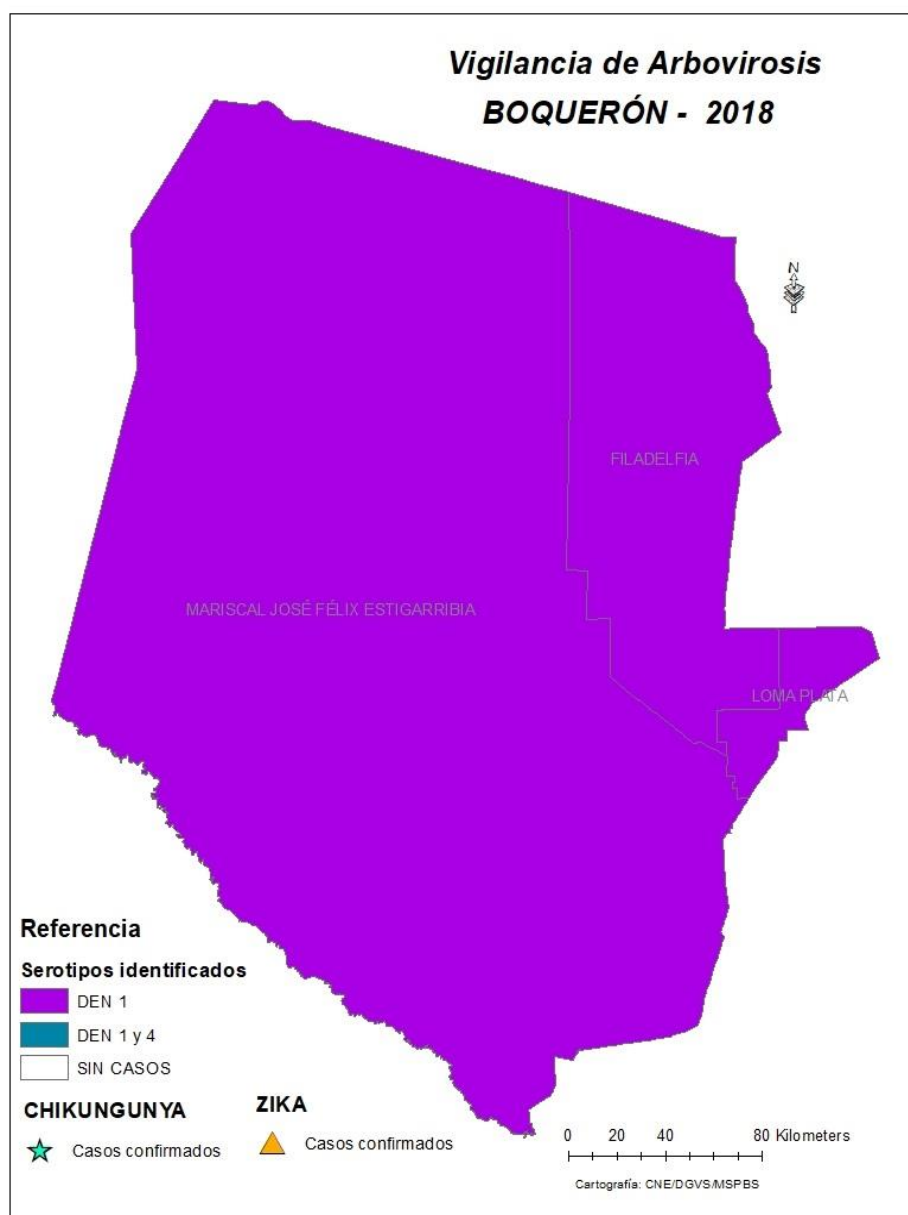 Vigilancia de Arbovirosis
BOQUERÓN - 2018
N
FILADELFIA
MARISCAL JOSÉ FÉLIX ESTIGARRIBIA
LOMA PLATA
Referencia
Serotipos identificados
DEN 1
DEN 1 y 4
SIN CASOS
CHIKUNGUNYA
Casos confirmados
ZIKA
Casos confirmados
0 20 40 80 Kilometers
Cartografía: CNE/DGVS/MSPBS